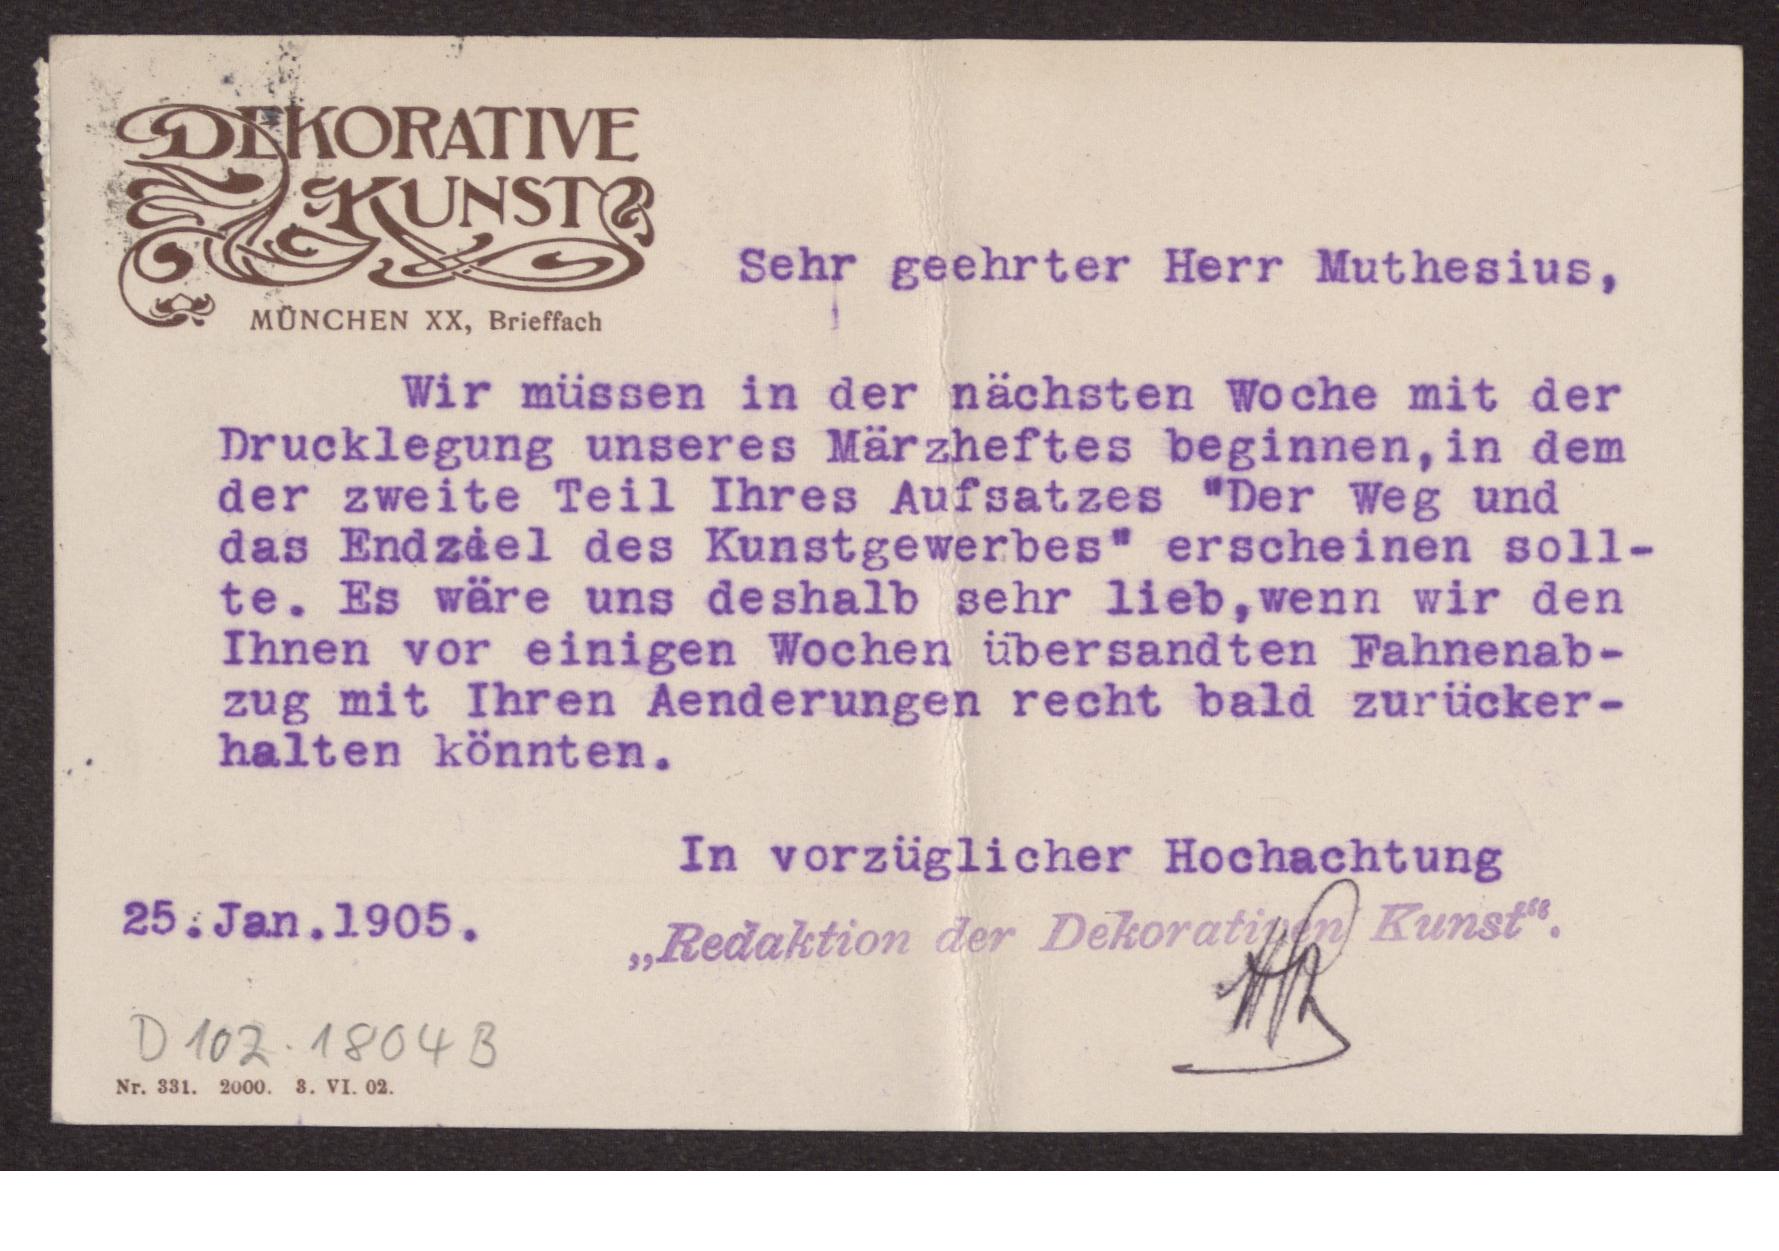 DEKORATIVE
KUNST
MÜNCHEN XX, Brieffach
Sehr geehrter Herr Muthesius,
Wir müssen in der nächsten Woche mit der
Drucklegung unseres Märzheftes beginnen,in dem
der zweite Teil Ihres Aufsatzes "Der Weg und
das Endziel des Kunstgewerbes" erscheinen soll-
te. Es wäre uns deshalb sehr lieb,wenn wir den
Ihnen vor einigen Wochen übersandten Fahnenab-
zug mit Ihren Aenderungen recht bald zurücker-
halten könnten.
In vorzüglicher Hochachtung
25.Jan.1905.
„Redaktion der Dekorativen Kunst“.
D 102-1804 B
Nr. 331. 2000. 3. VI. 02.